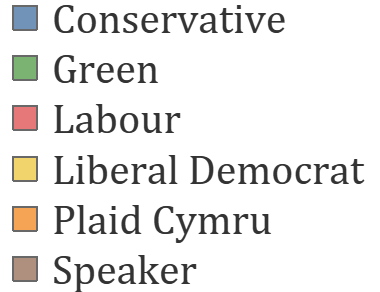 Conservative
Green
Labour
Liberal Democrat
Plaid Cymru
Speaker